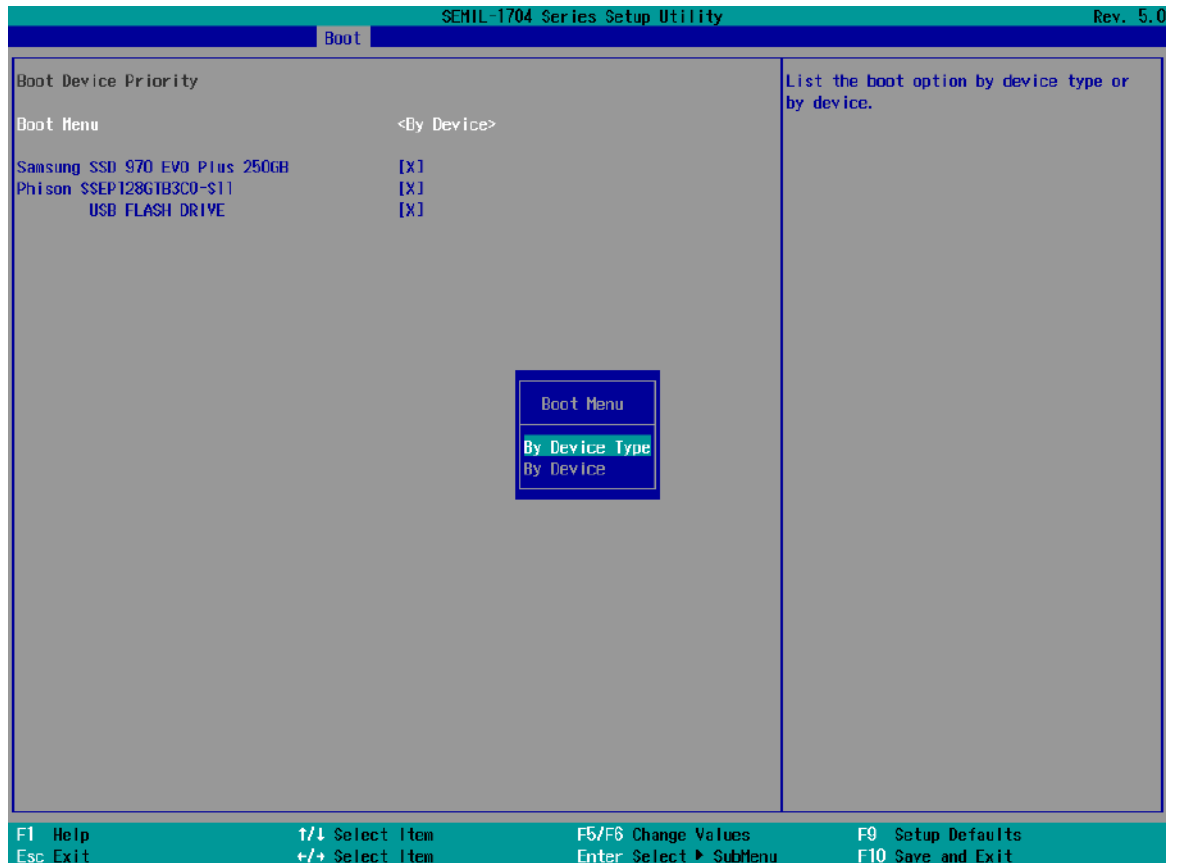 SEMIL-1704 Series Setup Utility Rev. 5.0
Boot
Boot Device Priority
Boot Menu <By Device>
Samsung SSD 970 EVO Plus 250GB [X]
Phison SSEP128GTB3C0-S11 [X]
USB FLASH DRIVE [X]
List the boot option by device type or
by device.
Boot Menu
By Device Type
By Device
F1 Help ↑/↓ Select Item F5/F6 Change Values F9 Setup Defaults
Esc Exit ←/→ Select Item Enter Select ▶ SubMenu F10 Save and Exit